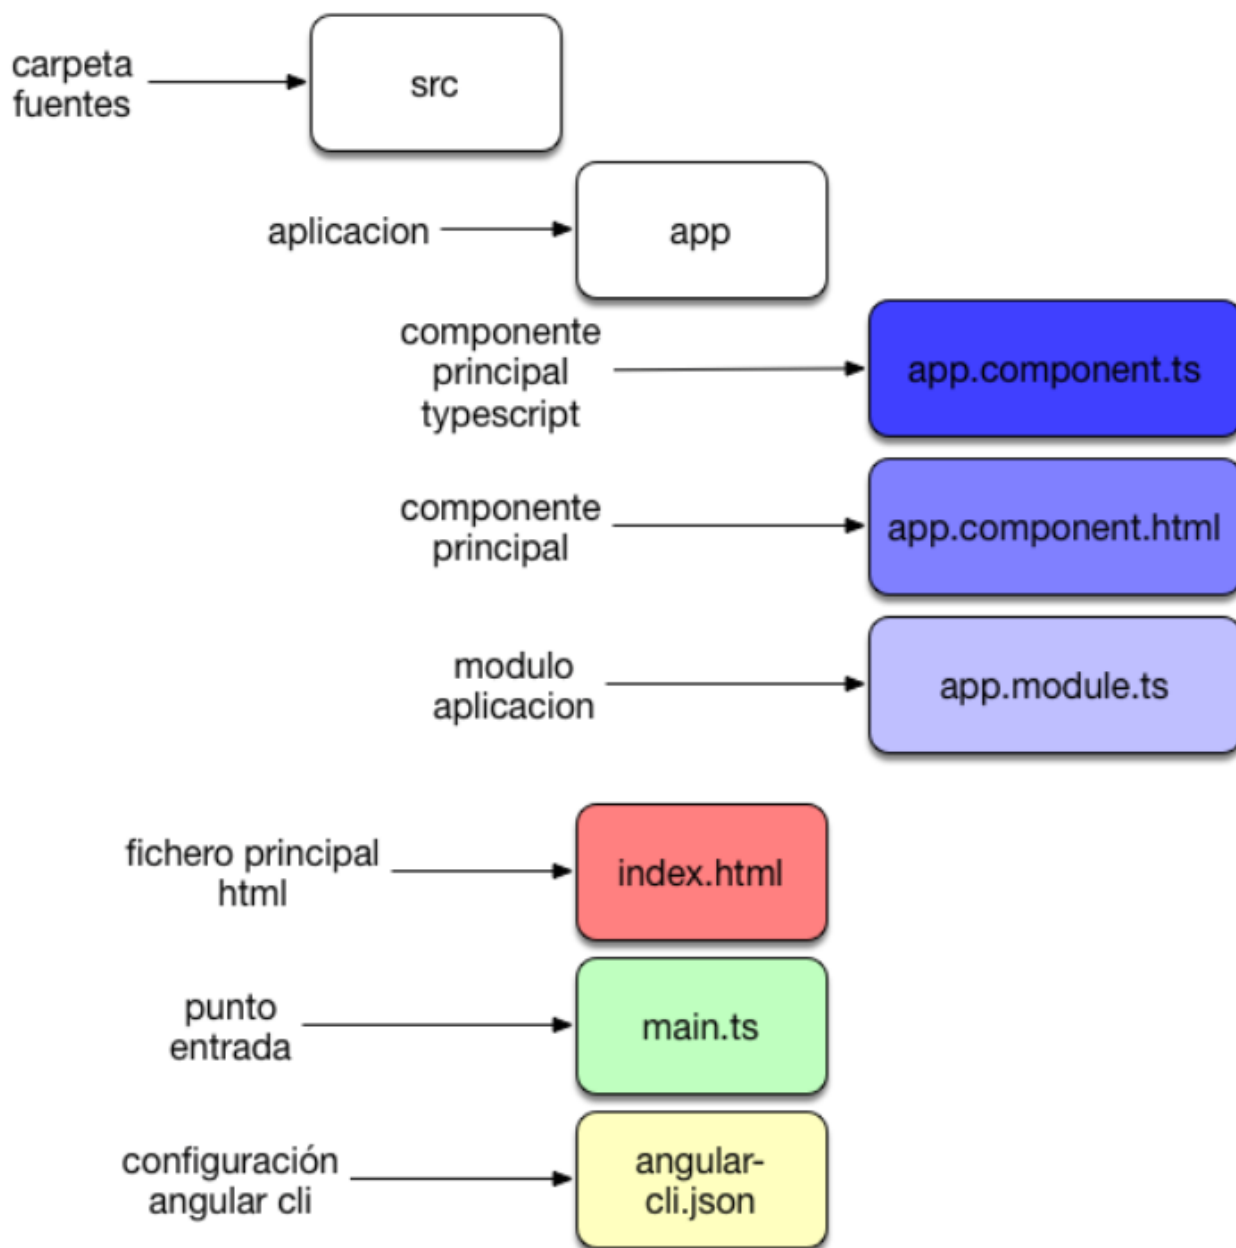 carpeta
fuentes
src
aplicacion
app
componente
principal
typescript
app.component.ts
componente
principal
app.component.html
modulo
aplicacion
app.module.ts
fichero principal
html
index.html
punto
entrada
main.ts
configuración
angular cli
angular-
cli.json